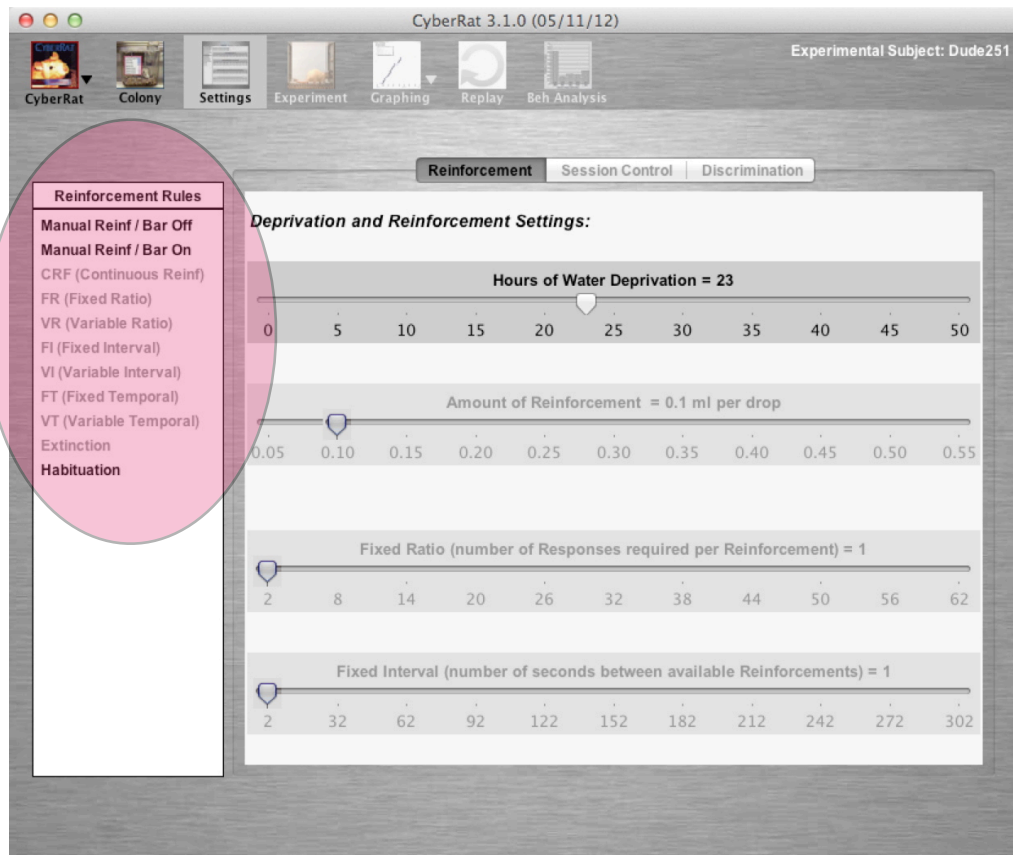 CyberRat 3.1.0 (05/11/12)
Experimental Subject: Dude251
CYBERRAT
CyberRat Colony Settings Experiment Graphing Replay Beh Analysis
Reinforcement Session Control Discrimination
Reinforcement Rules
Manual Reinf / Bar Off
Manual Reinf / Bar On
CRF (Continuous Reinf)
FR (Fixed Ratio)
VR (Variable Ratio)
FI (Fixed Interval)
VI (Variable Interval)
FT (Fixed Temporal)
VT (Variable Temporal)
Extinction
Habituation
Deprivation and Reinforcement Settings:
Hours of Water Deprivation = 23
0 5 10 15 20 25 30 35 40 45 50
Amount of Reinforcement = 0.1 ml per drop
0.05 0.10 0.15 0.20 0.25 0.30 0.35 0.40 0.45 0.50 0.55
Fixed Ratio (number of Responses required per Reinforcement) = 1
2 8 14 20 26 32 38 44 50 56 62
Fixed Interval (number of seconds between available Reinforcements) = 1
2 32 62 92 122 152 182 212 242 272 302